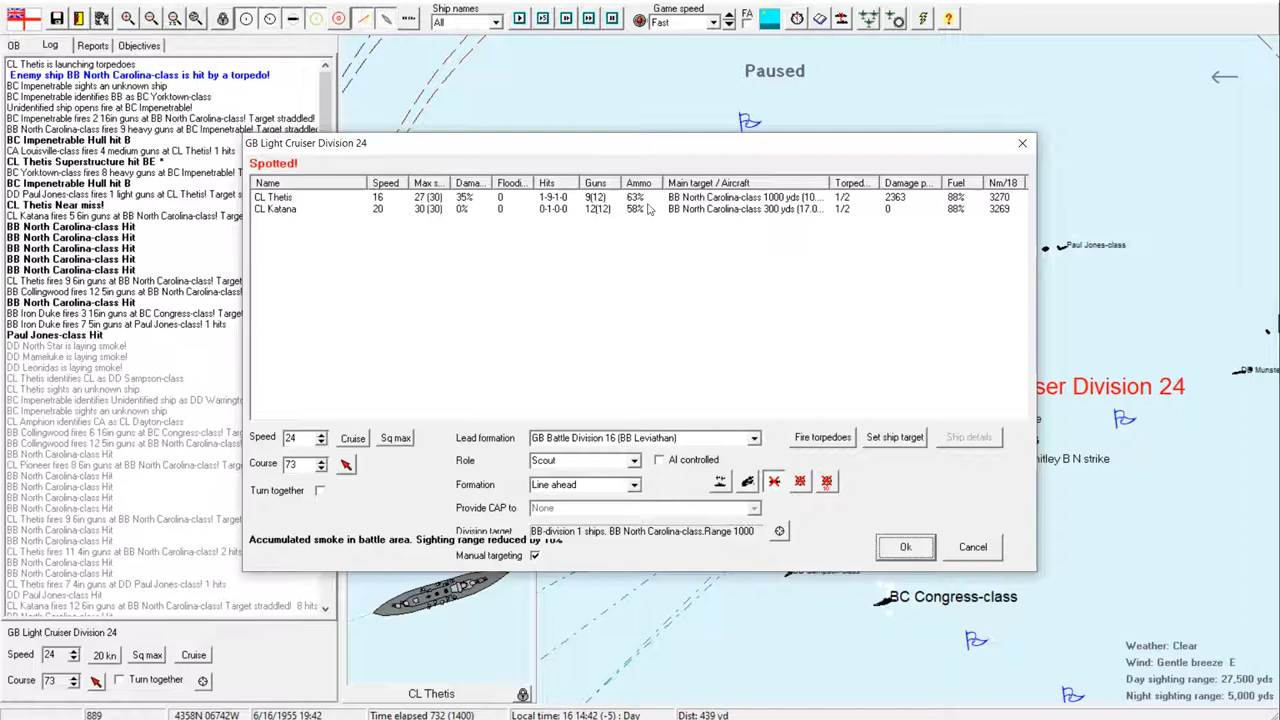 Ship names
All
Game speed
Fast
FA
OB Log Reports Objectives
CL Thetis is launching torpedoes
Enemy ship BB North Carolina-class is hit by a torpedo!
BC Impenetrable sights an unknown ship
BC Impenetrable identifies BB as BC Yorktown-class
Unidentified ship opens fire at BC Impenetrable!
BC Impenetrable fires 2 16in guns at BB North Carolina-class! Target straddled!
BB North Carolina-class fires 9 heavy guns at BC Impenetrable! Target straddled
BC Impenetrable Hull hit B
CA Louisville-class fires 4 medium guns at CL Thetis! 1 hits
CL Thetis Superstructure hit BE *
BC Yorktown-class fires 8 heavy guns at BC Impenetrable!
BC Impenetrable Hull hit B
DD Paul Jones-class fires 1 light guns at CL Thetis!
CL Thetis Near miss!
CL Katana fires 5 6in guns at BB North Carolina-class!
BB North Carolina-class Hit
BB North Carolina-class Hit
BB North Carolina-class Hit
BB North Carolina-class Hit
BB North Carolina-class Hit
CL Thetis fires 9 6in guns at BB North Carolina-class! Target
BB Collingwood fires 12 5in guns at BB North Carolina-class!
BB North Carolina-class Hit
BB Iron Duke fires 3 16in guns at BC Congress-class!
BB Iron Duke fires 7 5in guns at Paul Jones-class! 1 hits
Paul Jones-class Hit
DD North Star is laying smoke!
DD Mameluke is laying smoke!
DD Leonidas is laying smoke!
CL Thetis identifies CL as DD Sampson-class
CL Thetis sights an unknown ship
BC Impenetrable identifies Unidentified ship as DD Warringt
BC Impenetrable sights an unknown ship
CL Amphion identifies CA as CL Dayton-class
BB Collingwood fires 6 16in guns at BC Congress-class!
BB Collingwood fires 12 5in guns at BB North Carolina-class!
BB North Carolina-class Hit
CL Pioneer fires 8 6in guns at BB North Carolina-class!
BB North Carolina-class Hit
BB North Carolina-class Hit
BB North Carolina-class Hit
BC North Carolina-class Hit
BC North Carolina-class Hit
BC North Carolina-class Hit
CL Thetis fires 11 4in guns at BB North Carolina-class! 2 hits
BB North Carolina-class Hit
BB North Carolina-class Hit
CL Thetis fires 7 4in guns at DD Paul Jones-class! 1 hits
DD Paul Jones-class Hit
CL Katana fires 12 6in guns at BB North Carolina-class! Target straddled! 8 hits
BB North Carolina-class Hit
GB Light Cruiser Division 24
Speed 24 20 kn Sq max Cruise
Course 73 Turn together
Paused
Paul Jones-class
DD Munste
ser Division 24
hitley B N strike
BC Congress-class
Weather: Clear
Wind: Gentle breeze E
Day sighting range: 27,500 yds
Night sighting range: 5,000 yds
CL Thetis
GB Light Cruiser Division 24
Spotted!
Name Speed Max s... Dama... Floodi... Hits Guns Ammo Main target / Aircraft Torped... Damage p... Fuel Nm/18
CL Thetis 16 27 (30) 35% 0 1-9-1-0 9(12) 63% BB North Carolina-class 1000 yds (10.... 1/2 2363 88% 3270
CL Katana 20 30 (30) 0% 0 0-1-0-0 12(12) 58% BB North Carolina-class 300 yds (17.0... 1/2 0 88% 3269
Speed 24 Cruise Sq max
Course 73
Turn together
Lead formation GB Battle Division 16 (BB Leviathan) Fire torpedoes Set ship target Ship details
Role Scout AI controlled
Formation Line ahead
Provide CAP to None
Division target BB-division 1 ships. BB North Carolina-class.Range 1000
Accumulated smoke in battle area. Sighting range reduced by 10%
Manual targeting
Ok Cancel
889 4358N 06742W 6/16/1955 19:42 Time elapsed 732 (1400) Local time: 16 14:42 (-5) : Day Dist: 439 yd